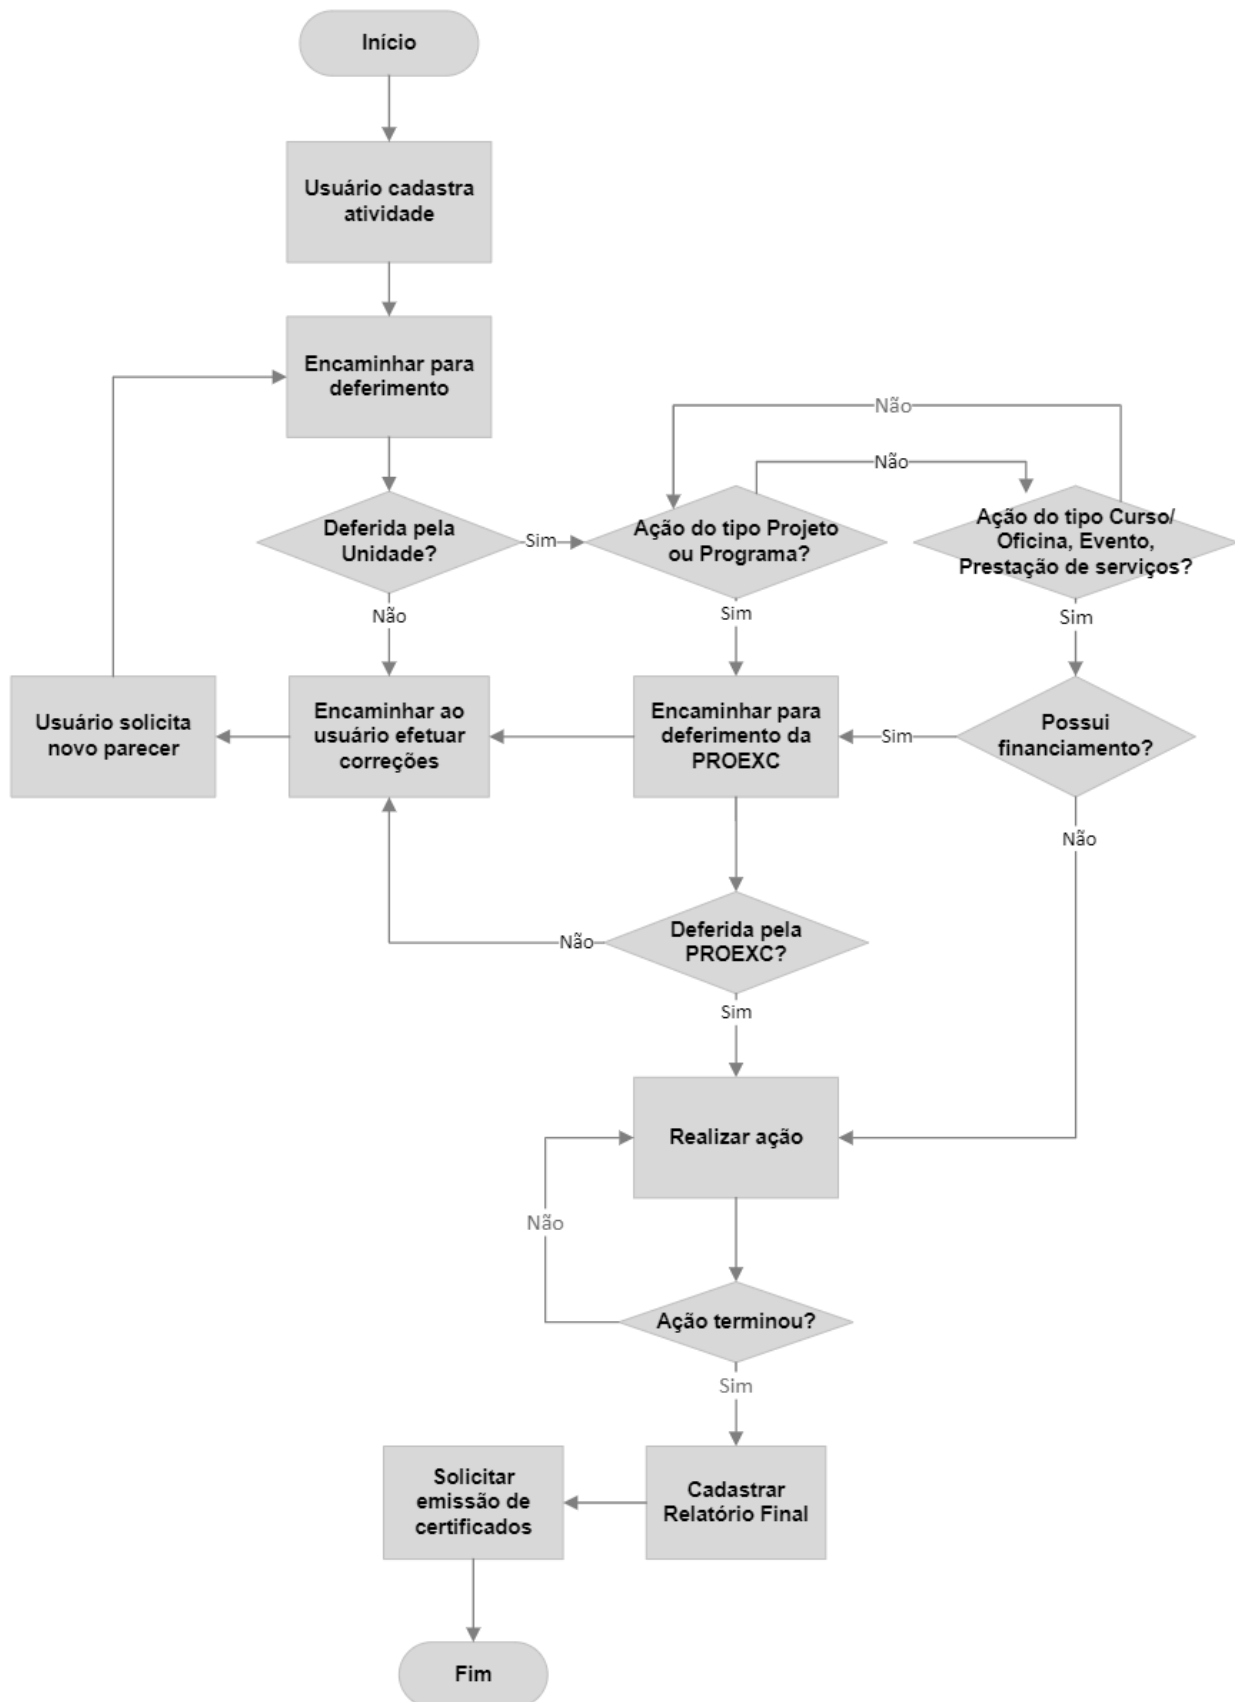 Início
Usuário cadastra
atividade
Encaminhar para
deferimento
Não
Não
Deferida pela
Unidade?
Sim
Ação do tipo Projeto
ou Programa?
Ação do tipo Curso/
Oficina, Evento,
Prestação de serviços?
Não
Sim
Sim
Usuário solicita
novo parecer
Encaminhar ao
usuário efetuar
correções
Encaminhar para
deferimento da
PROEXC
Sim
Possui
financiamento?
Não
Não
Deferida pela
PROEXC?
Sim
Realizar ação
Não
Ação terminou?
Sim
Solicitar
emissão de
certificados
Cadastrar
Relatório Final
Fim